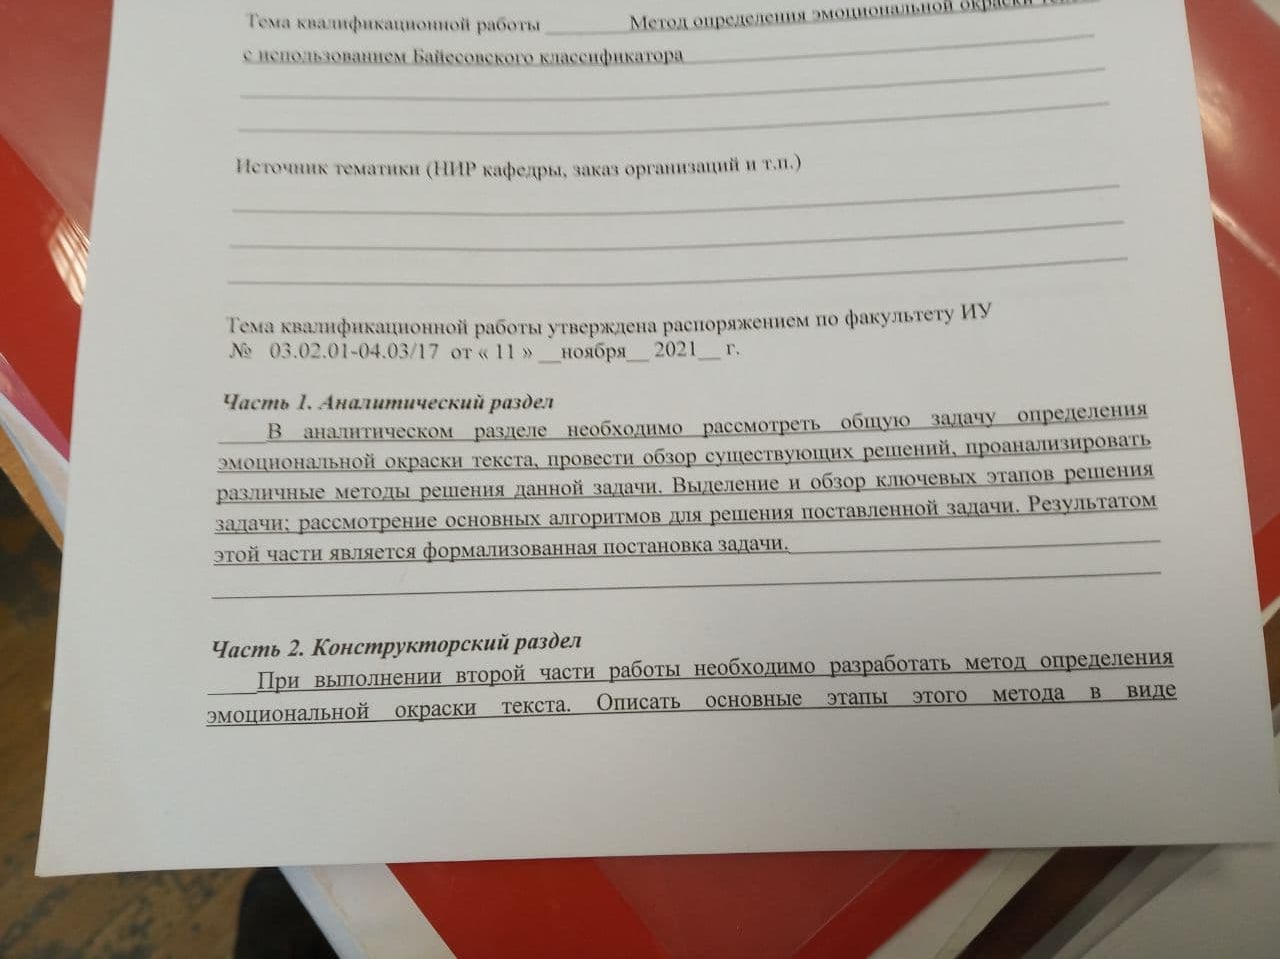 Тема квалификационной работы Метод определения эмоциональной окраски
с использованием Байесовского классификатора
Источник тематики (НИР кафедры, заказ организаций и т.п.)
Тема квалификационной работы утверждена распоряжением по факультету ИУ
№ 03.02.01-04.03/17 от « 11 » __ноября__ 2021__ г.
Часть 1. Аналитический раздел
В аналитическом разделе необходимо рассмотреть общую задачу определения
эмоциональной окраски текста, провести обзор существующих решений, проанализировать
различные методы решения данной задачи. Выделение и обзор ключевых этапов решения
задачи; рассмотрение основных алгоритмов для решения поставленной задачи. Результатом
этой части является формализованная постановка задачи.
Часть 2. Конструкторский раздел
При выполнении второй части работы необходимо разработать метод определения
эмоциональной окраски текста. Описать основные этапы этого метода в виде